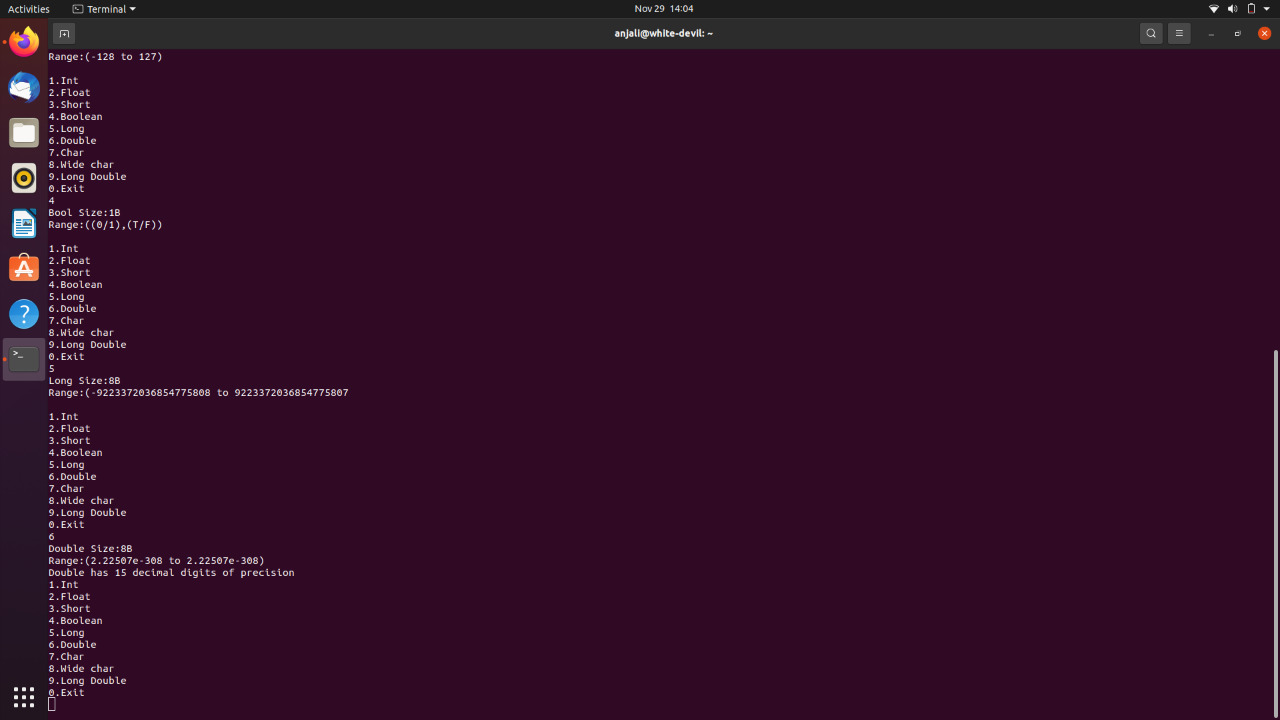 Activities
Terminal
Nov 29 14:04
anjali@white-devil: ~
Range:(-128 to 127)
1.Int
2.Float
3.Short
4.Boolean
5.Long
6.Double
7.Char
8.Wide char
9.Long Double
0.Exit
4
Bool Size:1B
Range:((0/1),(T/F))
1.Int
2.Float
3.Short
4.Boolean
5.Long
6.Double
7.Char
8.Wide char
9.Long Double
0.Exit
5
Long Size:8B
Range:(-9223372036854775808 to 9223372036854775807
1.Int
2.Float
3.Short
4.Boolean
5.Long
6.Double
7.Char
8.Wide char
9.Long Double
0.Exit
6
Double Size:8B
Range:(2.22507e-308 to 2.22507e-308)
Double has 15 decimal digits of precision
1.Int
2.Float
3.Short
4.Boolean
5.Long
6.Double
7.Char
8.Wide char
9.Long Double
0.Exit